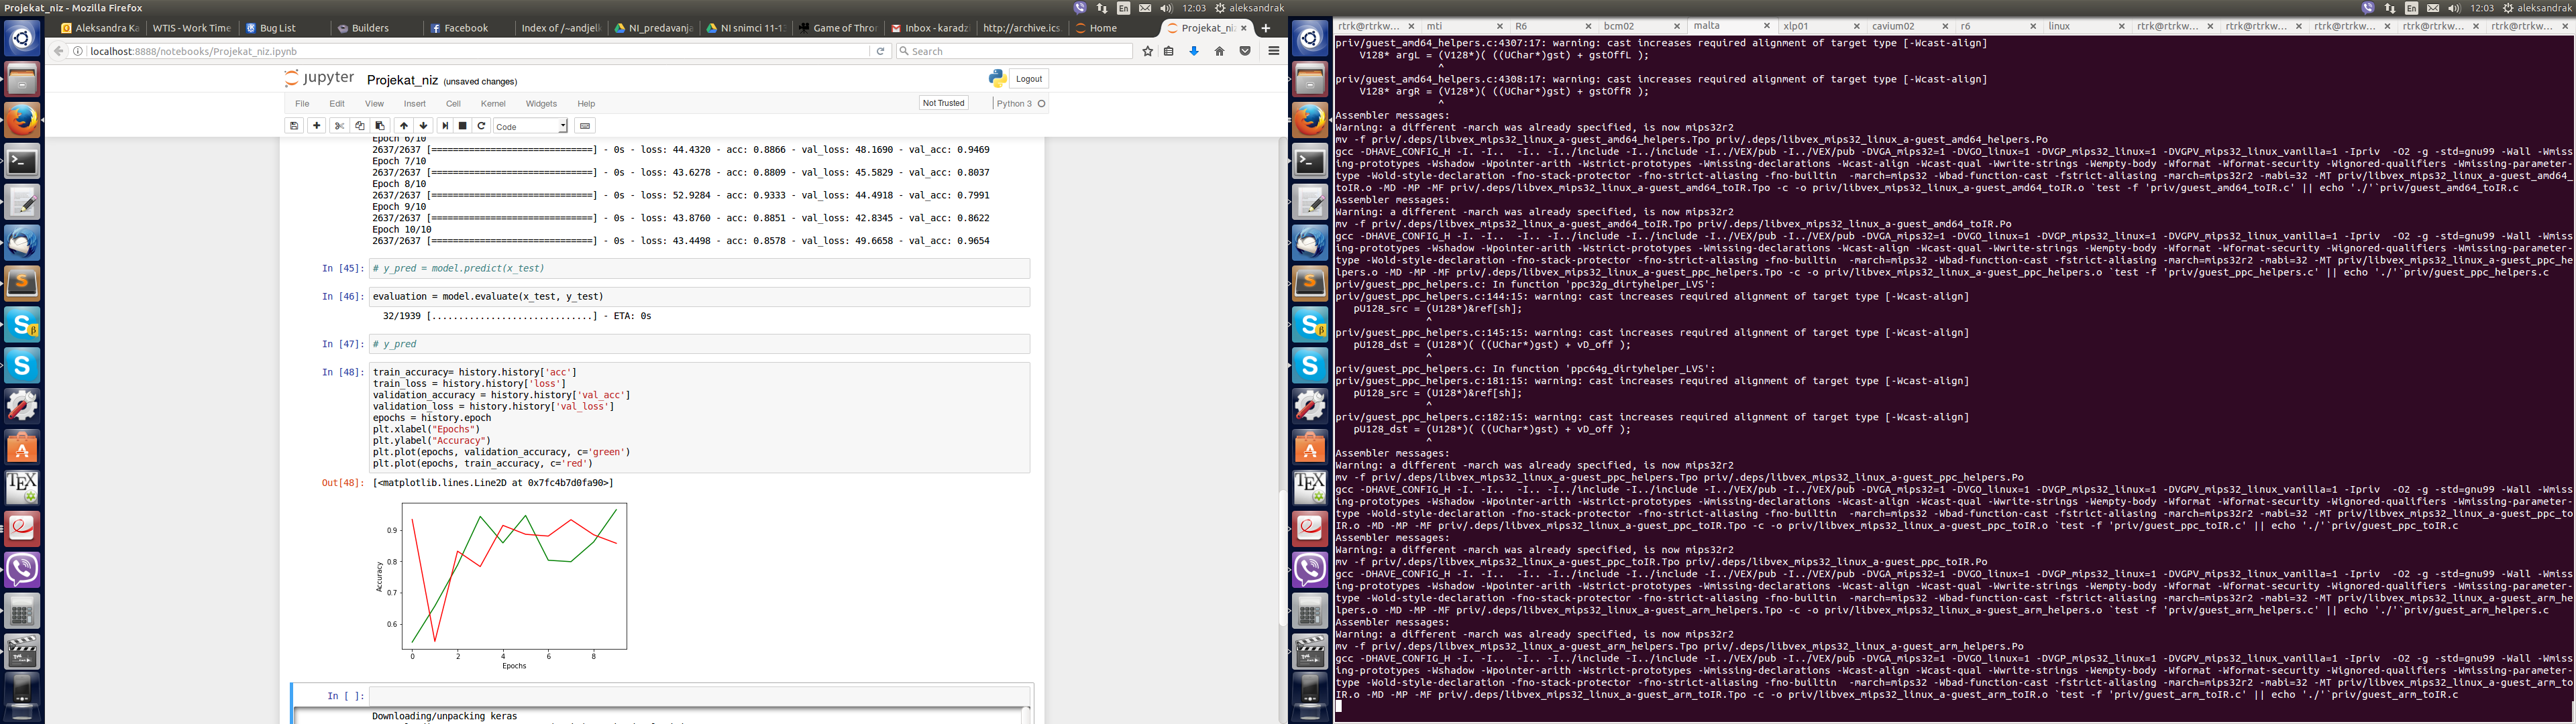 Projekat_niz - Mozilla Firefox
En
12:03
aleksandrak
En
12:03
aleksandrak
Aleksandra Ka
WTIS - Work Time
Bug List
Builders
Facebook
Index of /~andjelk
NI_predavanja
NI snimci 11-1
Game of Thron
Inbox - karadz
http://archive.ics
Home
Projekat_niz
localhost:8888/notebooks/Projekat_niz.ipynb
Search
jupyter
Projekat_niz (unsaved changes)
Logout
File
Edit
View
Insert
Cell
Kernel
Widgets
Help
Not Trusted
Python 3
Code
Epoch 6/10
2637/2637 [==============================] - 0s - loss: 44.4320 - acc: 0.8866 - val_loss: 48.1690 - val_acc: 0.9469
Epoch 7/10
2637/2637 [==============================] - 0s - loss: 43.6278 - acc: 0.8809 - val_loss: 45.5829 - val_acc: 0.8037
Epoch 8/10
2637/2637 [==============================] - 0s - loss: 52.9284 - acc: 0.9333 - val_loss: 44.4918 - val_acc: 0.7991
Epoch 9/10
2637/2637 [==============================] - 0s - loss: 43.8760 - acc: 0.8851 - val_loss: 42.8345 - val_acc: 0.8622
Epoch 10/10
2637/2637 [==============================] - 0s - loss: 43.4498 - acc: 0.8578 - val_loss: 49.6658 - val_acc: 0.9654
In [45]: # y_pred = model.predict(x_test)
In [46]: evaluation = model.evaluate(x_test, y_test)
32/1939 [..............................] - ETA: 0s
In [47]: # y_pred
In [48]: train_accuracy= history.history['acc']
train_loss = history.history['loss']
validation_accuracy = history.history['val_acc']
validation_loss = history.history['val_loss']
epochs = history.epoch
plt.xlabel("Epochs")
plt.ylabel("Accuracy")
plt.plot(epochs, validation_accuracy, c='green')
plt.plot(epochs, train_accuracy, c='red')
Out[48]: [<matplotlib.lines.Line2D at 0x7fc4b7d0fa90>]
0.9
0.8
0.7
0.6
Accuracy
0 2 4 6 8
Epochs
In [ ]:
Downloading/unpacking keras
rtrk@rtrkw...
mti
R6
bcm02
malta
xlp01
cavium02
r6
linux
rtrk@rtrkw...
rtrk@rtrkw...
rtrk@rtrkw...
rtrk@rtrkw...
rtrk@rtrkw...
priv/guest_amd64_helpers.c:4307:17: warning: cast increases required alignment of target type [-Wcast-align]
V128* argL = (V128*)( ((UChar*)gst) + gstOffL );
^
priv/guest_amd64_helpers.c:4308:17: warning: cast increases required alignment of target type [-Wcast-align]
V128* argR = (V128*)( ((UChar*)gst) + gstOffR );
^
Assembler messages:
Warning: a different -march was already specified, is now mips32r2
mv -f priv/.deps/libvex_mips32_linux_a-guest_amd64_helpers.Tpo priv/.deps/libvex_mips32_linux_a-guest_amd64_helpers.Po
gcc -DHAVE_CONFIG_H -I. -I.. -I.. -I../include -I../include -I../VEX/pub -I../VEX/pub -DVGA_mips32=1 -DVGO_linux=1 -DVGP_mips32_linux=1 -DVGPV_mips32_linux_vanilla=1 -Ipriv -O2 -g -std=gnu99 -Wall -Wmiss
ing-prototypes -Wshadow -Wpointer-arith -Wstrict-prototypes -Wmissing-declarations -Wcast-align -Wcast-qual -Wwrite-strings -Wempty-body -Wformat -Wformat-security -Wignored-qualifiers -Wmissing-parameter-
type -Wold-style-declaration -fno-stack-protector -fno-strict-aliasing -fno-builtin -march=mips32 -Wbad-function-cast -fstrict-aliasing -march=mips32r2 -mabi=32 -MT priv/libvex_mips32_linux_a-guest_amd64_
toIR.o -MD -MP -MF priv/.deps/libvex_mips32_linux_a-guest_amd64_toIR.Tpo -c -o priv/libvex_mips32_linux_a-guest_amd64_toIR.o `test -f 'priv/guest_amd64_toIR.c' || echo './'`priv/guest_amd64_toIR.c
Assembler messages:
Warning: a different -march was already specified, is now mips32r2
mv -f priv/.deps/libvex_mips32_linux_a-guest_amd64_toIR.Tpo priv/.deps/libvex_mips32_linux_a-guest_amd64_toIR.Po
gcc -DHAVE_CONFIG_H -I. -I.. -I.. -I../include -I../include -I../VEX/pub -I../VEX/pub -DVGA_mips32=1 -DVGO_linux=1 -DVGP_mips32_linux=1 -DVGPV_mips32_linux_vanilla=1 -Ipriv -O2 -g -std=gnu99 -Wall -Wmiss
ing-prototypes -Wshadow -Wpointer-arith -Wstrict-prototypes -Wmissing-declarations -Wcast-align -Wcast-qual -Wwrite-strings -Wempty-body -Wformat -Wformat-security -Wignored-qualifiers -Wmissing-parameter-
type -Wold-style-declaration -fno-stack-protector -fno-strict-aliasing -fno-builtin -march=mips32 -Wbad-function-cast -fstrict-aliasing -march=mips32r2 -mabi=32 -MT priv/libvex_mips32_linux_a-guest_ppc_he
lpers.o -MD -MP -MF priv/.deps/libvex_mips32_linux_a-guest_ppc_helpers.Tpo -c -o priv/libvex_mips32_linux_a-guest_ppc_helpers.o `test -f 'priv/guest_ppc_helpers.c' || echo './'`priv/guest_ppc_helpers.c
priv/guest_ppc_helpers.c: In function 'ppc32g_dirtyhelper_LVS':
priv/guest_ppc_helpers.c:144:15: warning: cast increases required alignment of target type [-Wcast-align]
pU128_src = (U128*)&ref[sh];
^
priv/guest_ppc_helpers.c:145:15: warning: cast increases required alignment of target type [-Wcast-align]
pU128_dst = (U128*)( ((UChar*)gst) + vD_off );
^
priv/guest_ppc_helpers.c: In function 'ppc64g_dirtyhelper_LVS':
priv/guest_ppc_helpers.c:181:15: warning: cast increases required alignment of target type [-Wcast-align]
pU128_src = (U128*)&ref[sh];
^
priv/guest_ppc_helpers.c:182:15: warning: cast increases required alignment of target type [-Wcast-align]
pU128_dst = (U128*)( ((UChar*)gst) + vD_off );
^
Assembler messages:
Warning: a different -march was already specified, is now mips32r2
mv -f priv/.deps/libvex_mips32_linux_a-guest_ppc_helpers.Tpo priv/.deps/libvex_mips32_linux_a-guest_ppc_helpers.Po
gcc -DHAVE_CONFIG_H -I. -I.. -I.. -I../include -I../include -I../VEX/pub -I../VEX/pub -DVGA_mips32=1 -DVGO_linux=1 -DVGP_mips32_linux=1 -DVGPV_mips32_linux_vanilla=1 -Ipriv -O2 -g -std=gnu99 -Wall -Wmiss
ing-prototypes -Wshadow -Wpointer-arith -Wstrict-prototypes -Wmissing-declarations -Wcast-align -Wcast-qual -Wwrite-strings -Wempty-body -Wformat -Wformat-security -Wignored-qualifiers -Wmissing-parameter-
type -Wold-style-declaration -fno-stack-protector -fno-strict-aliasing -fno-builtin -march=mips32 -Wbad-function-cast -fstrict-aliasing -march=mips32r2 -mabi=32 -MT priv/libvex_mips32_linux_a-guest_ppc_to
IR.o -MD -MP -MF priv/.deps/libvex_mips32_linux_a-guest_ppc_toIR.Tpo -c -o priv/libvex_mips32_linux_a-guest_ppc_toIR.o `test -f 'priv/guest_ppc_toIR.c' || echo './'`priv/guest_ppc_toIR.c
Assembler messages:
Warning: a different -march was already specified, is now mips32r2
mv -f priv/.deps/libvex_mips32_linux_a-guest_ppc_toIR.Tpo priv/.deps/libvex_mips32_linux_a-guest_ppc_toIR.Po
gcc -DHAVE_CONFIG_H -I. -I.. -I.. -I../include -I../include -I../VEX/pub -I../VEX/pub -DVGA_mips32=1 -DVGO_linux=1 -DVGP_mips32_linux=1 -DVGPV_mips32_linux_vanilla=1 -Ipriv -O2 -g -std=gnu99 -Wall -Wmiss
ing-prototypes -Wshadow -Wpointer-arith -Wstrict-prototypes -Wmissing-declarations -Wcast-align -Wcast-qual -Wwrite-strings -Wempty-body -Wformat -Wformat-security -Wignored-qualifiers -Wmissing-parameter-
type -Wold-style-declaration -fno-stack-protector -fno-strict-aliasing -fno-builtin -march=mips32 -Wbad-function-cast -fstrict-aliasing -march=mips32r2 -mabi=32 -MT priv/libvex_mips32_linux_a-guest_arm_he
lpers.o -MD -MP -MF priv/.deps/libvex_mips32_linux_a-guest_arm_helpers.Tpo -c -o priv/libvex_mips32_linux_a-guest_arm_helpers.o `test -f 'priv/guest_arm_helpers.c' || echo './'`priv/guest_arm_helpers.c
Assembler messages:
Warning: a different -march was already specified, is now mips32r2
mv -f priv/.deps/libvex_mips32_linux_a-guest_arm_helpers.Tpo priv/.deps/libvex_mips32_linux_a-guest_arm_helpers.Po
gcc -DHAVE_CONFIG_H -I. -I.. -I.. -I../include -I../include -I../VEX/pub -I../VEX/pub -DVGA_mips32=1 -DVGO_linux=1 -DVGP_mips32_linux=1 -DVGPV_mips32_linux_vanilla=1 -Ipriv -O2 -g -std=gnu99 -Wall -Wmiss
ing-prototypes -Wshadow -Wpointer-arith -Wstrict-prototypes -Wmissing-declarations -Wcast-align -Wcast-qual -Wwrite-strings -Wempty-body -Wformat -Wformat-security -Wignored-qualifiers -Wmissing-parameter-
type -Wold-style-declaration -fno-stack-protector -fno-strict-aliasing -fno-builtin -march=mips32 -Wbad-function-cast -fstrict-aliasing -march=mips32r2 -mabi=32 -MT priv/libvex_mips32_linux_a-guest_arm_to
IR.o -MD -MP -MF priv/.deps/libvex_mips32_linux_a-guest_arm_toIR.Tpo -c -o priv/libvex_mips32_linux_a-guest_arm_toIR.o `test -f 'priv/guest_arm_toIR.c' || echo './'`priv/guest_arm_toIR.c